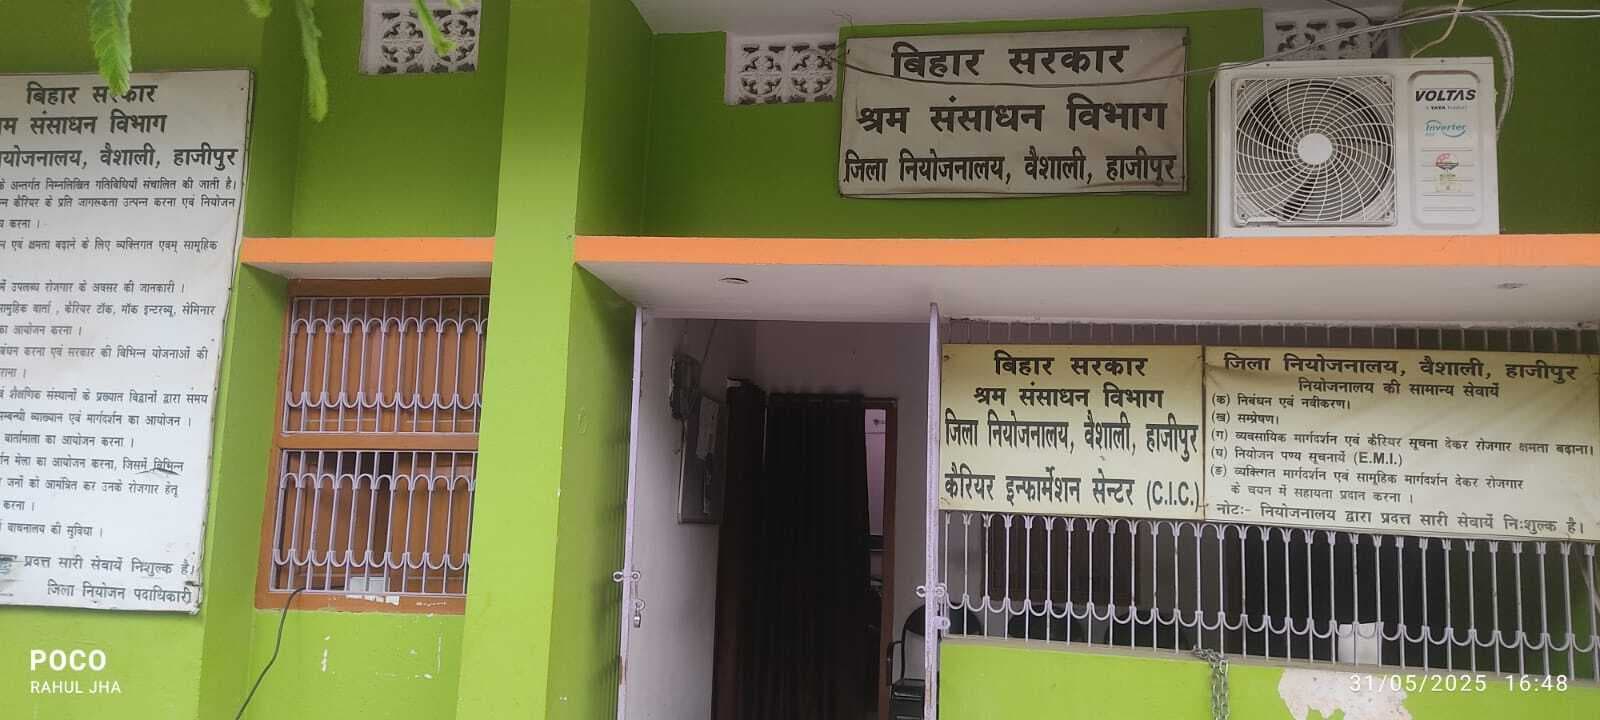 बिहार सरकार
संसाधन विभाग
वैशाली, हाजीपुर
अन्तर्गत निम्नलिखित गतिविधियाँ संचालित की जाती है।
कैरियर के प्रति जागरूकता उत्पन्न करना एवं नियोजन
करना ।
एवं क्षमता बढ़ाने के लिए व्यक्तिगत एवम् सामूहिक
में उपलब्ध रोजगार के अवसर की जानकारी ।
वार्ता , कैरियर टॉक, मॉक इन्टरव्यू, सेमिनार
का आयोजन करना ।
करना एवं सरकार की विभिन्न योजनाओं की
शैक्षणिक संस्थानों के प्रख्यात विद्वानों द्वारा समय
व्याख्यान एवं मार्गदर्शन का आयोजन ।
वार्तामाला का आयोजन करना ।
मेला का आयोजन करना, जिसमें विभिन्न
जनों को आमंत्रित कर उनके रोजगार हेतु
करना ।
वाचनालय की सुविधा ।
प्रदत्त सारी सेवायें निशुल्क है।
जिला नियोजन पदाधिकारी
बिहार सरकार
श्रम संसाधन विभाग
जिला नियोजनालय, वैशाली, हाजीपुर
VOLTAS
A TATA Product
Inverter
बिहार सरकार
श्रम संसाधन विभाग
जिला नियोजनालय, वैशाली, हाजीपुर
कैरियर इन्फार्मेशन सेन्टर (C.I.C.)
जिला नियोजनालय, वैशाली, हाजीपुर
नियोजनालय की सामान्य सेवायें
(क) निबंधन एवं नवीकरण।
(ख) सम्प्रेषण।
(ग) व्यवसायिक मार्गदर्शन एवं कैरियर सूचना देकर रोजगार क्षमता बढ़ाना।
(घ) नियोजन पण्य सूचनायें (E.M.I.)
(ङ) व्यक्तिगत मार्गदर्शन एवं सामूहिक मार्गदर्शन देकर रोजगार
के चयन में सहायता प्रदान करना ।
नोटः- नियोजनालय द्वारा प्रदत्त सारी सेवायें निःशुल्क है।
POCO
RAHUL JHA
31/05/2025 16:48